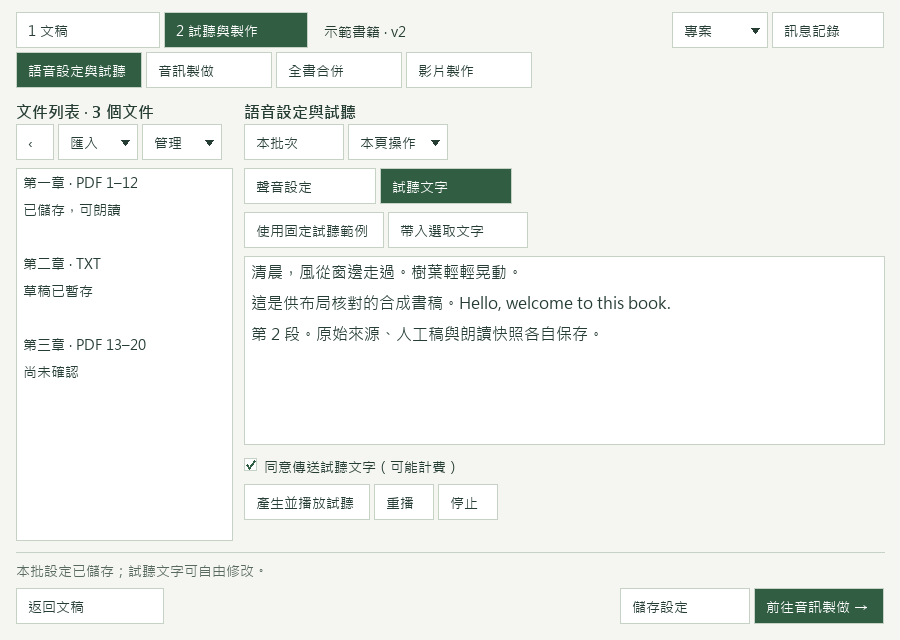 1 文稿
2 試聽與製作
示範書籍 · v2
專案
訊息記錄
語音設定與試聽
音訊製做
全書合併
影片製作
文件列表 · 3 個文件
語音設定與試聽
‹
匯入
管理
本批次
本頁操作
第一章 · PDF 1–12
已儲存，可朗讀
第二章 · TXT
草稿已暫存
第三章 · PDF 13–20
尚未確認
聲音設定
試聽文字
使用固定試聽範例
帶入選取文字
清晨，風從窗邊走過。樹葉輕輕晃動。
這是供布局核對的合成書稿。Hello, welcome to this book.
第 2 段。原始來源、人工稿與朗讀快照各自保存。
同意傳送試聽文字（可能計費）
產生並播放試聽
重播
停止
本批設定已儲存；試聽文字可自由修改。
返回文稿
儲存設定
前往音訊製做 →